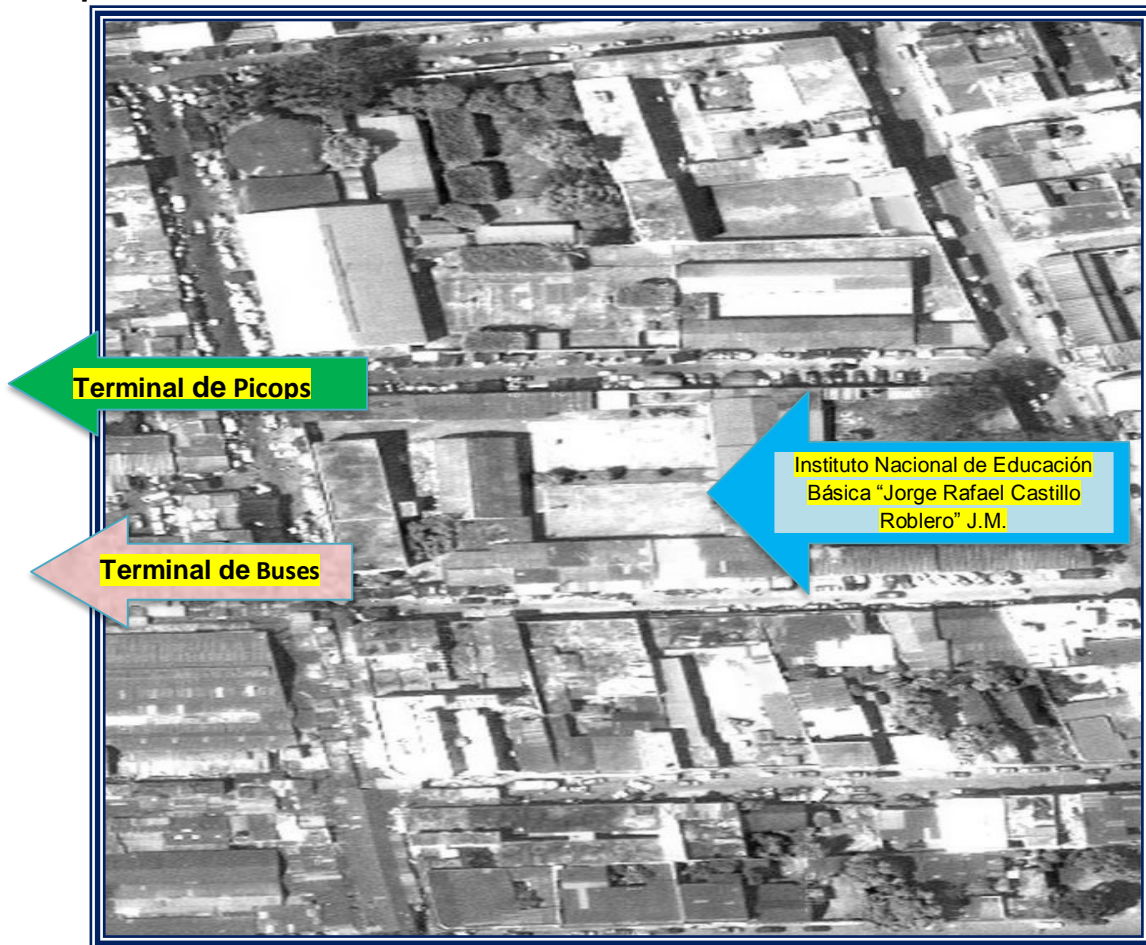 Terminal de Picops
Instituto Nacional de Educación
Básica “Jorge Rafael Castillo
Roblero” J.M.
Terminal de Buses